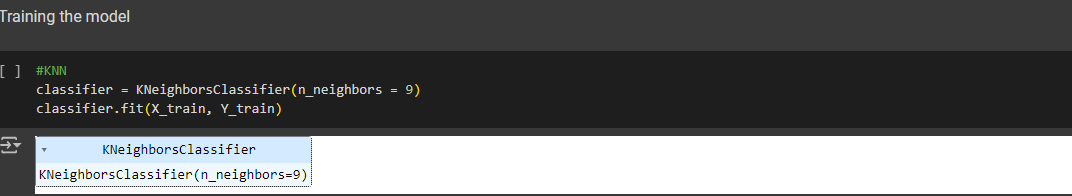 Training the model
[ ] #KNN
classifier = KNeighborsClassifier(n_neighbors = 9)
classifier.fit(X_train, Y_train)
▾ KNeighborsClassifier
KNeighborsClassifier(n_neighbors=9)